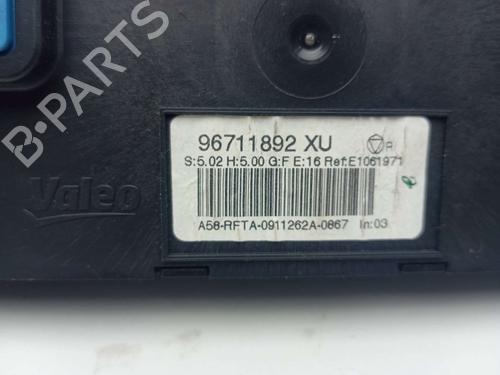 B-PARTS
Valeo
96711892 XU R
S:5.02 H:5.00 G:F E:16 Ref:E1061971
A58-RFTA-0911262A-0867 In:03